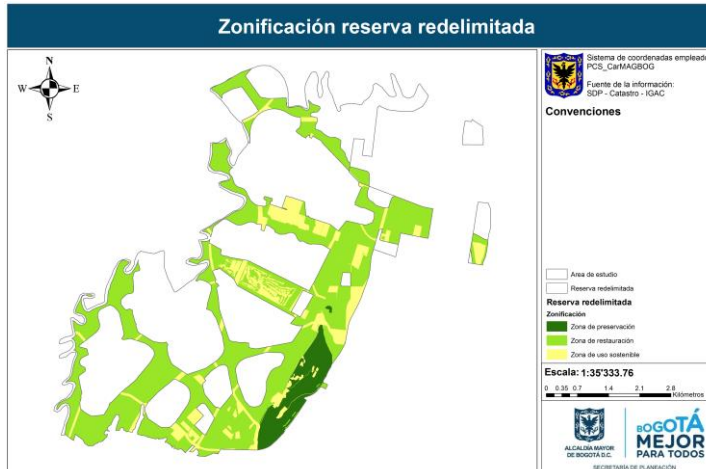 Zonificación reserva redelimitada
N
W
E
S
Sistema de coordenadas empleado
PCS_CarMAGBOG
Fuente de la información:
SDP - Catastro - IGAC
Convenciones
Area de estudio
Reserva redelimitada
Reserva redelimitada
Zonificación
Zona de preservación
Zona de restauración
Zona de uso sostenible
Escala: 1:35'333.76
0 0.35 0.7 1.4 2.1 2.8
Kilómetros
ALCALDÍA MAYOR
DE BOGOTÁ D.C.
BOGOTÁ
MEJOR
PARA TODOS
SECRETARÍA DE PLANEACIÓN